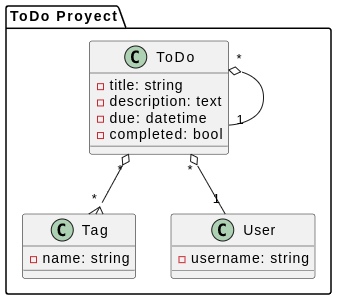 ToDo Proyect
C ToDo
title: string
description: text
due: datetime
completed: bool
*
1
*
*
*
1
C Tag
name: string
C User
username: string